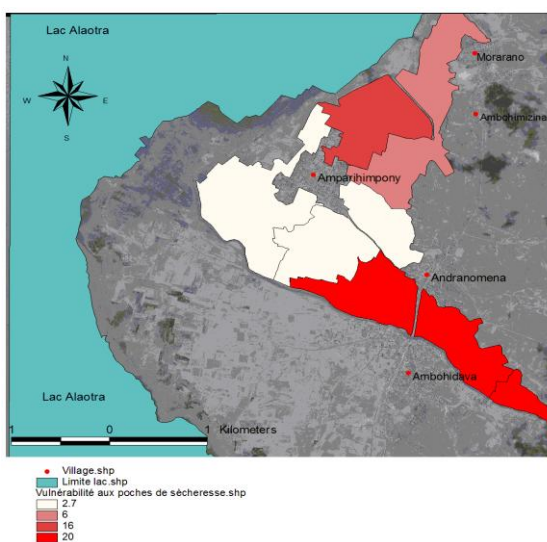 Lac Alaotra
N
W E
S
Morarano
Ambohimizina
Amparihimpony
Andranomena
Ambohidava
Lac Alaotra
1 0 1 Kilometers
Village.shp
Limite lac.shp
Vulnérabilité aux poches de sècheresse.shp
2.7
6
16
20